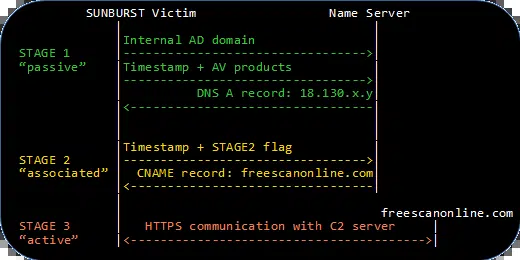 SUNBURST Victim
Name Server
Internal AD domain
STAGE 1
“passive”
Timestamp + AV products
DNS A record: 18.130.x.y
Timestamp + STAGE2 flag
STAGE 2
“associated”
CNAME record: freescanonline.com
freescanonline.com
STAGE 3
“active”
HTTPS communication with C2 server